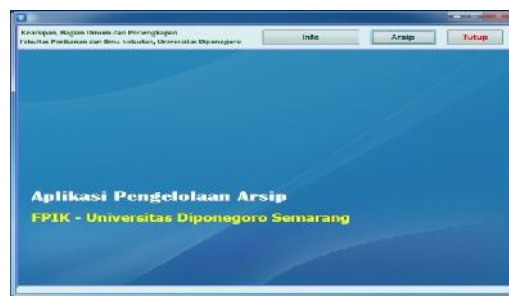 Kearsipan, Bagian Umum dan Perlengkapan
Fakultas Perikanan dan Ilmu Kelautan, Universitas Diponegoro
Info
Arsip
Tutup
Aplikasi Pengelolaan Arsip
FPIK - Universitas Diponegoro Semarang